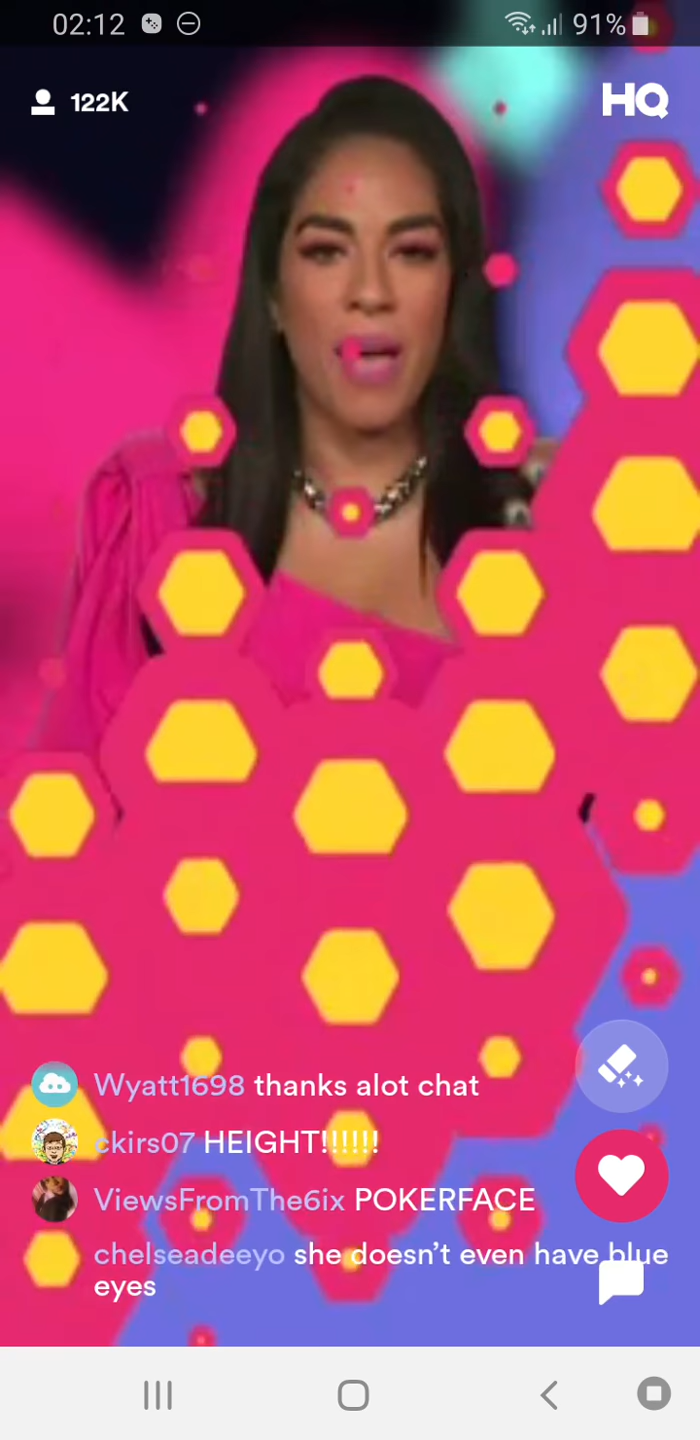 02:12
91%
122K
HQ
Wyatt1698 thanks alot chat
ckirs07 HEIGHT!!!!!!
ViewsFromThe6ix POKERFACE
chelseadeeyo she doesn't even have blue
eyes